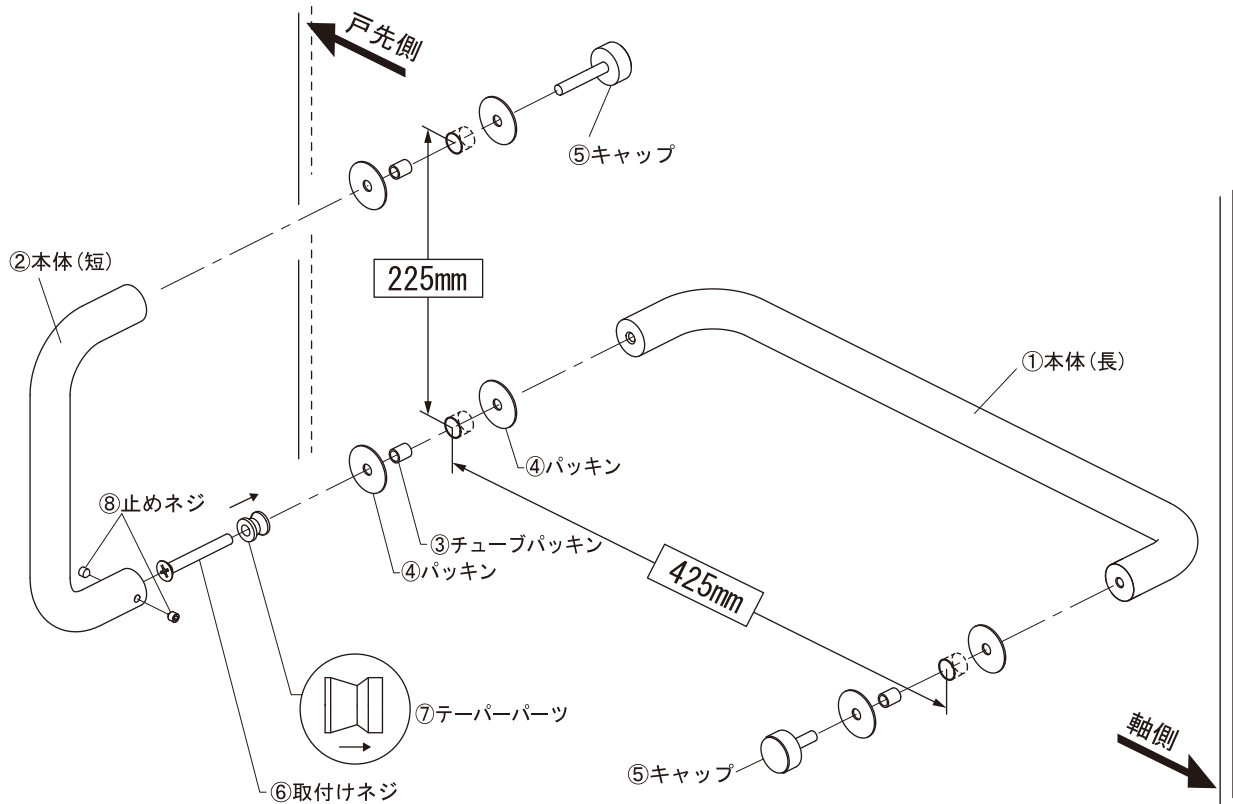 戸先側
⑤キャップ
②本体(短)
225mm
①本体(長)
④パッキン
⑧止めネジ
③チューブパッキン
④パッキン
425mm
⑦テーパーパーツ
軸側
⑤キャップ
⑥取付けネジ